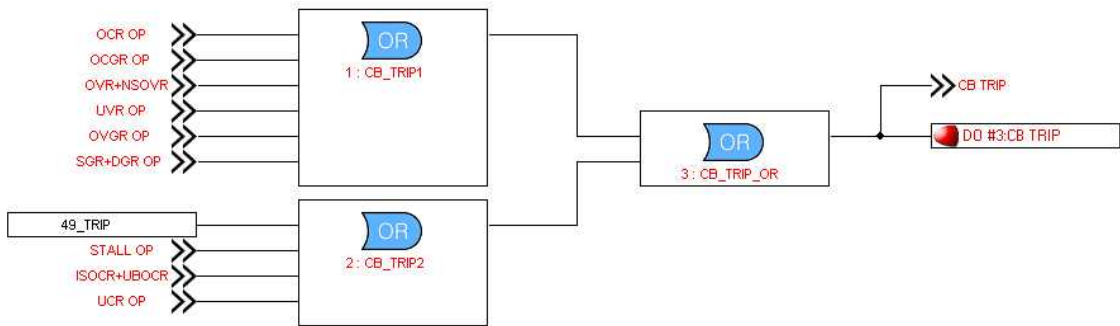 OCR OP
OCGR OP
OVR+NSOVR
UVR OP
OVGR OP
SGR+DGR OP
OR
1 : CB_TRIP1
49_TRIP
STALL OP
ISOCR+UBOCR
UCR OP
OR
2 : CB_TRIP2
OR
3 : CB_TRIP_OR
CB TRIP
DO #3:CB TRIP